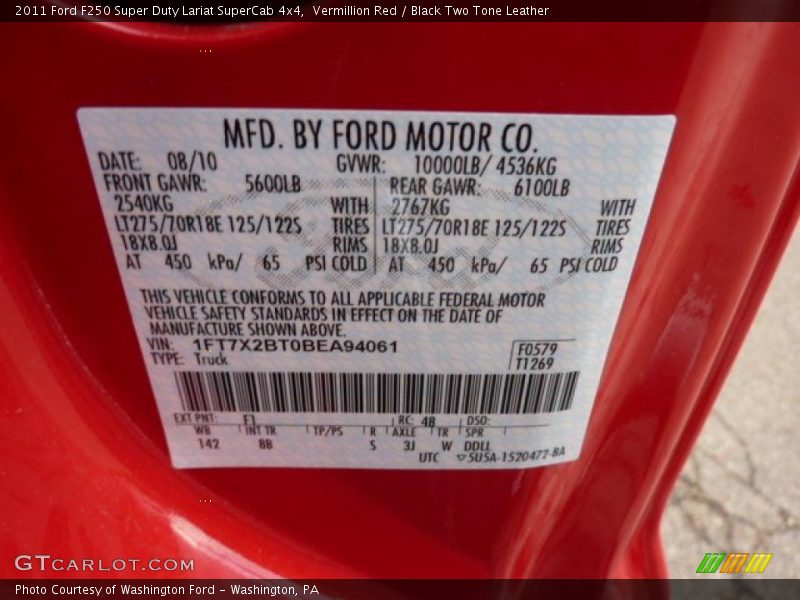 2011 Ford F250 Super Duty Lariat SuperCab 4x4, Vermillion Red / Black Two Tone Leather
MFD. BY FORD MOTOR CO.
DATE: 08/10 GVWR: 10000LB/ 4536KG
FRONT GAWR: 5600LB REAR GAWR: 6100LB
2540KG WITH 2767KG WITH
LT275/70R18E 125/122S TIRES LT275/70R18E 125/122S TIRES
18X8.0J RIMS 18X8.0J RIMS
AT 450 kPa/ 65 PSI COLD AT 450 kPa/ 65 PSI COLD
THIS VEHICLE CONFORMS TO ALL APPLICABLE FEDERAL MOTOR
VEHICLE SAFETY STANDARDS IN EFFECT ON THE DATE OF
MANUFACTURE SHOWN ABOVE.
VIN: 1FT7X2BT0BEA94061 F0579
TYPE: Truck T1269
EXT PNT: F1 RC: 48 DSO:
WB INT TR TP/PS R AXLE TR SPR
142 8B S 3J W DDLL
UTC ▽5U5A-1520472-BA
GTCARLOT.COM
Photo Courtesy of Washington Ford - Washington, PA